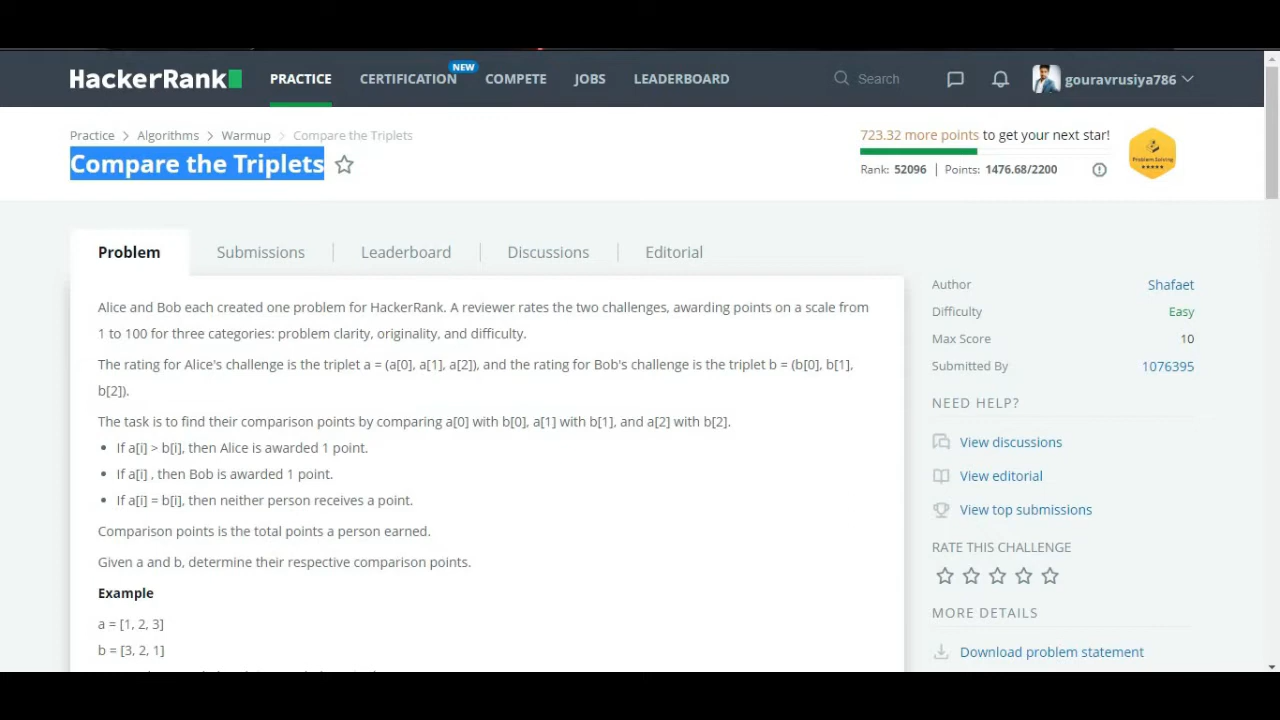 HackerRank
PRACTICE
CERTIFICATION
NEW
COMPETE
JOBS
LEADERBOARD
Search
gouravrusiya786
Practice > Algorithms > Warmup > Compare the Triplets
Compare the Triplets
723.32 more points to get your next star!
Rank: 52096 | Points: 1476.68/2200
Problem Solving
Problem
Submissions
Leaderboard
Discussions
Editorial
Alice and Bob each created one problem for HackerRank. A reviewer rates the two challenges, awarding points on a scale from
1 to 100 for three categories: problem clarity, originality, and difficulty.
The rating for Alice's challenge is the triplet a = (a[0], a[1], a[2]), and the rating for Bob's challenge is the triplet b = (b[0], b[1],
b[2]).
The task is to find their comparison points by comparing a[0] with b[0], a[1] with b[1], and a[2] with b[2].
• If a[i] > b[i], then Alice is awarded 1 point.
• If a[i] , then Bob is awarded 1 point.
• If a[i] = b[i], then neither person receives a point.
Comparison points is the total points a person earned.
Given a and b, determine their respective comparison points.
Example
a = [1, 2, 3]
b = [3, 2, 1]
Author Shafaet
Difficulty Easy
Max Score 10
Submitted By 1076395
NEED HELP?
View discussions
View editorial
View top submissions
RATE THIS CHALLENGE
MORE DETAILS
Download problem statement